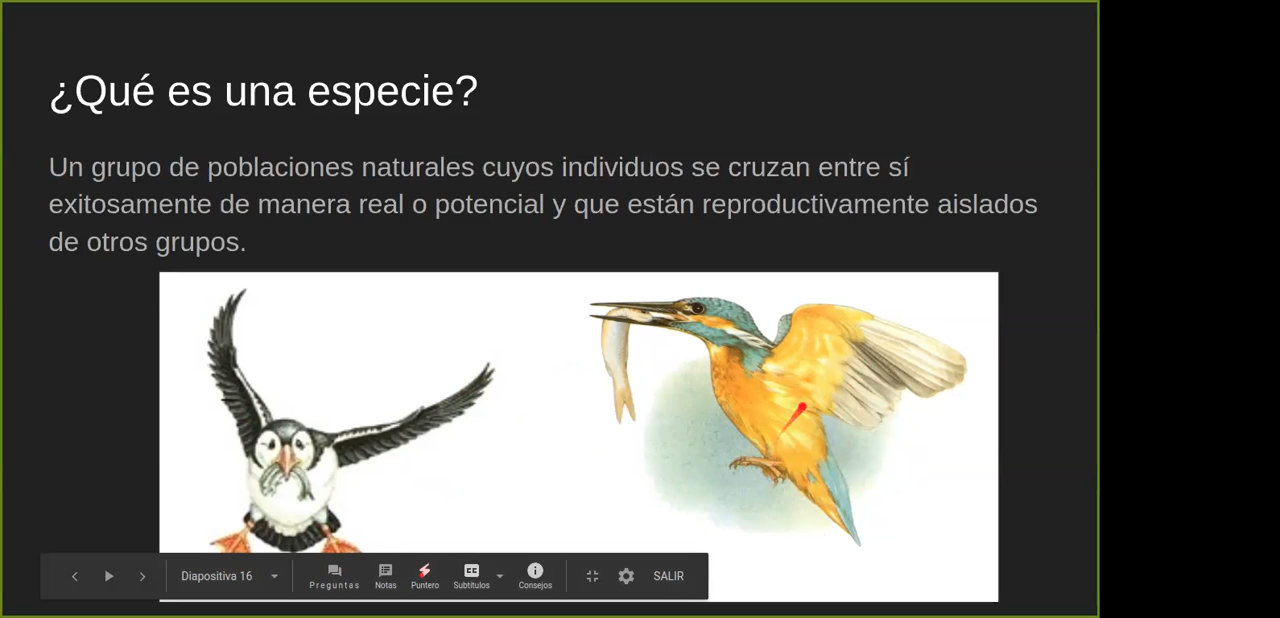 ¿Qué es una especie?
Un grupo de poblaciones naturales cuyos individuos se cruzan entre sí
exitosamente de manera real o potencial y que están reproductivamente aislados
de otros grupos.
Diapositiva 16
Preguntas
Notas
Puntero
CC
Subtítulos
Consejos
SALIR